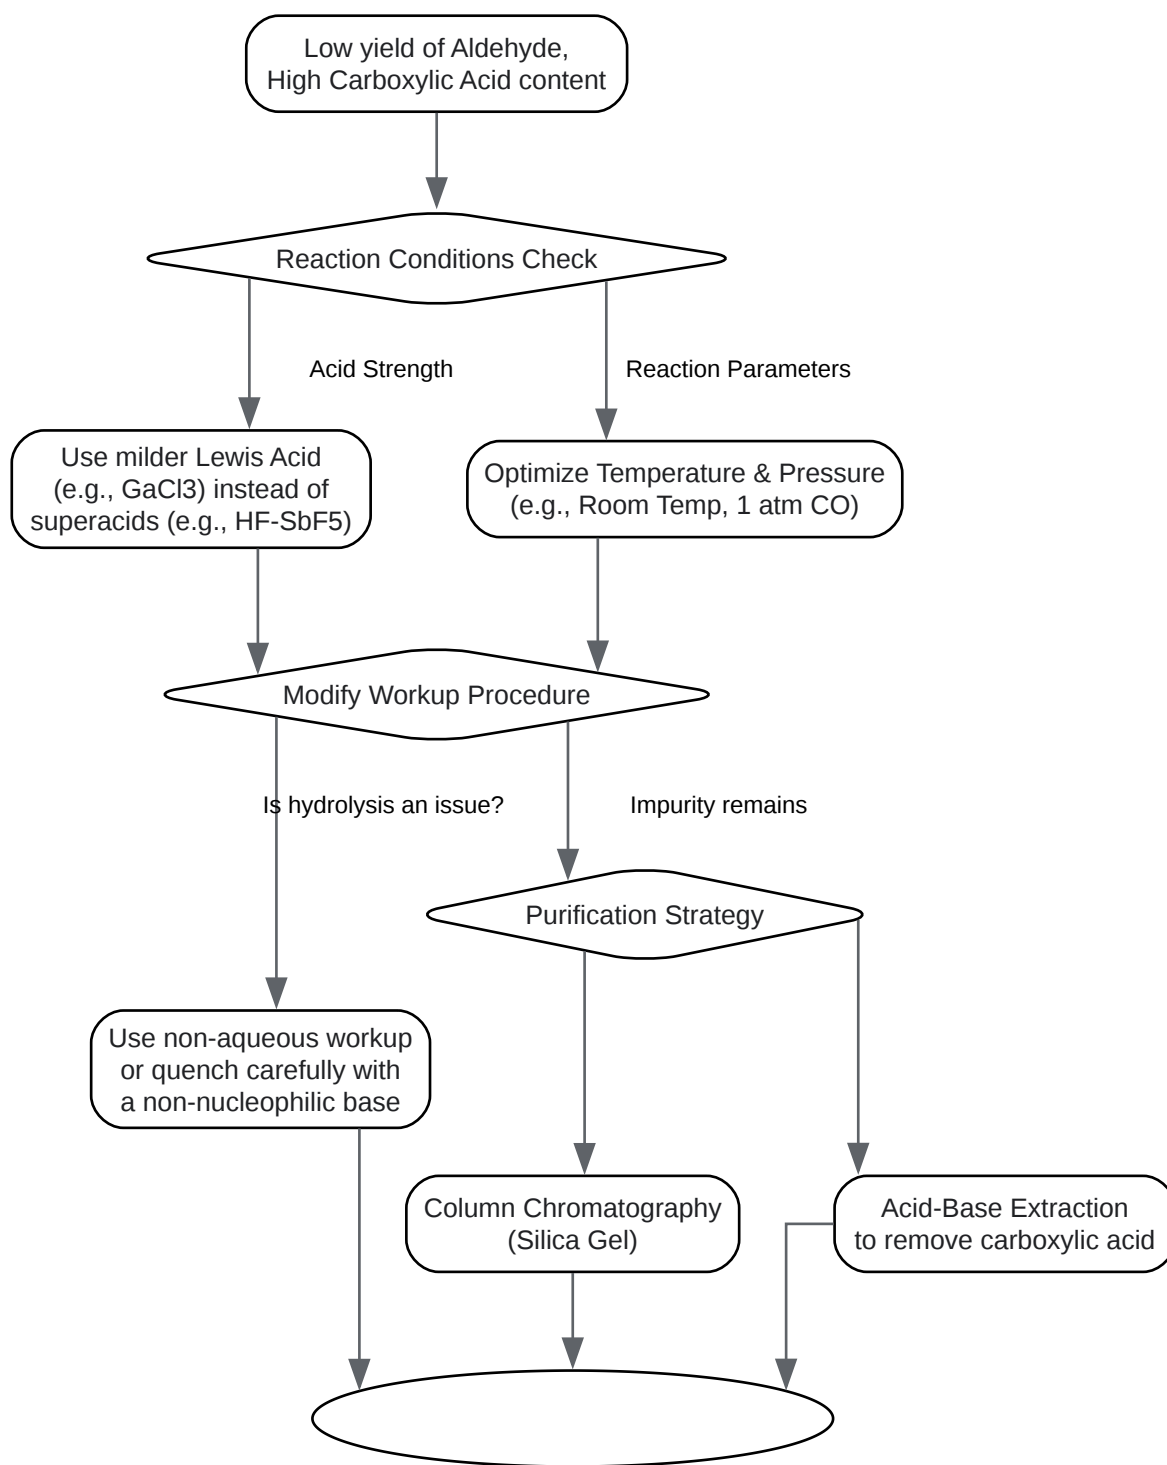 Low yield of Aldehyde,
High Carboxylic Acid content
Reaction Conditions Check
Acid Strength
Reaction Parameters
Use milder Lewis Acid
(e.g., GaCl3) instead of
superacids (e.g., HF-SbF5)
Optimize Temperature & Pressure
(e.g., Room Temp, 1 atm CO)
Modify Workup Procedure
Is hydrolysis an issue?
Impurity remains
Purification Strategy
Use non-aqueous workup
or quench carefully with
a non-nucleophilic base
Column Chromatography
(Silica Gel)
Acid-Base Extraction
to remove carboxylic acid